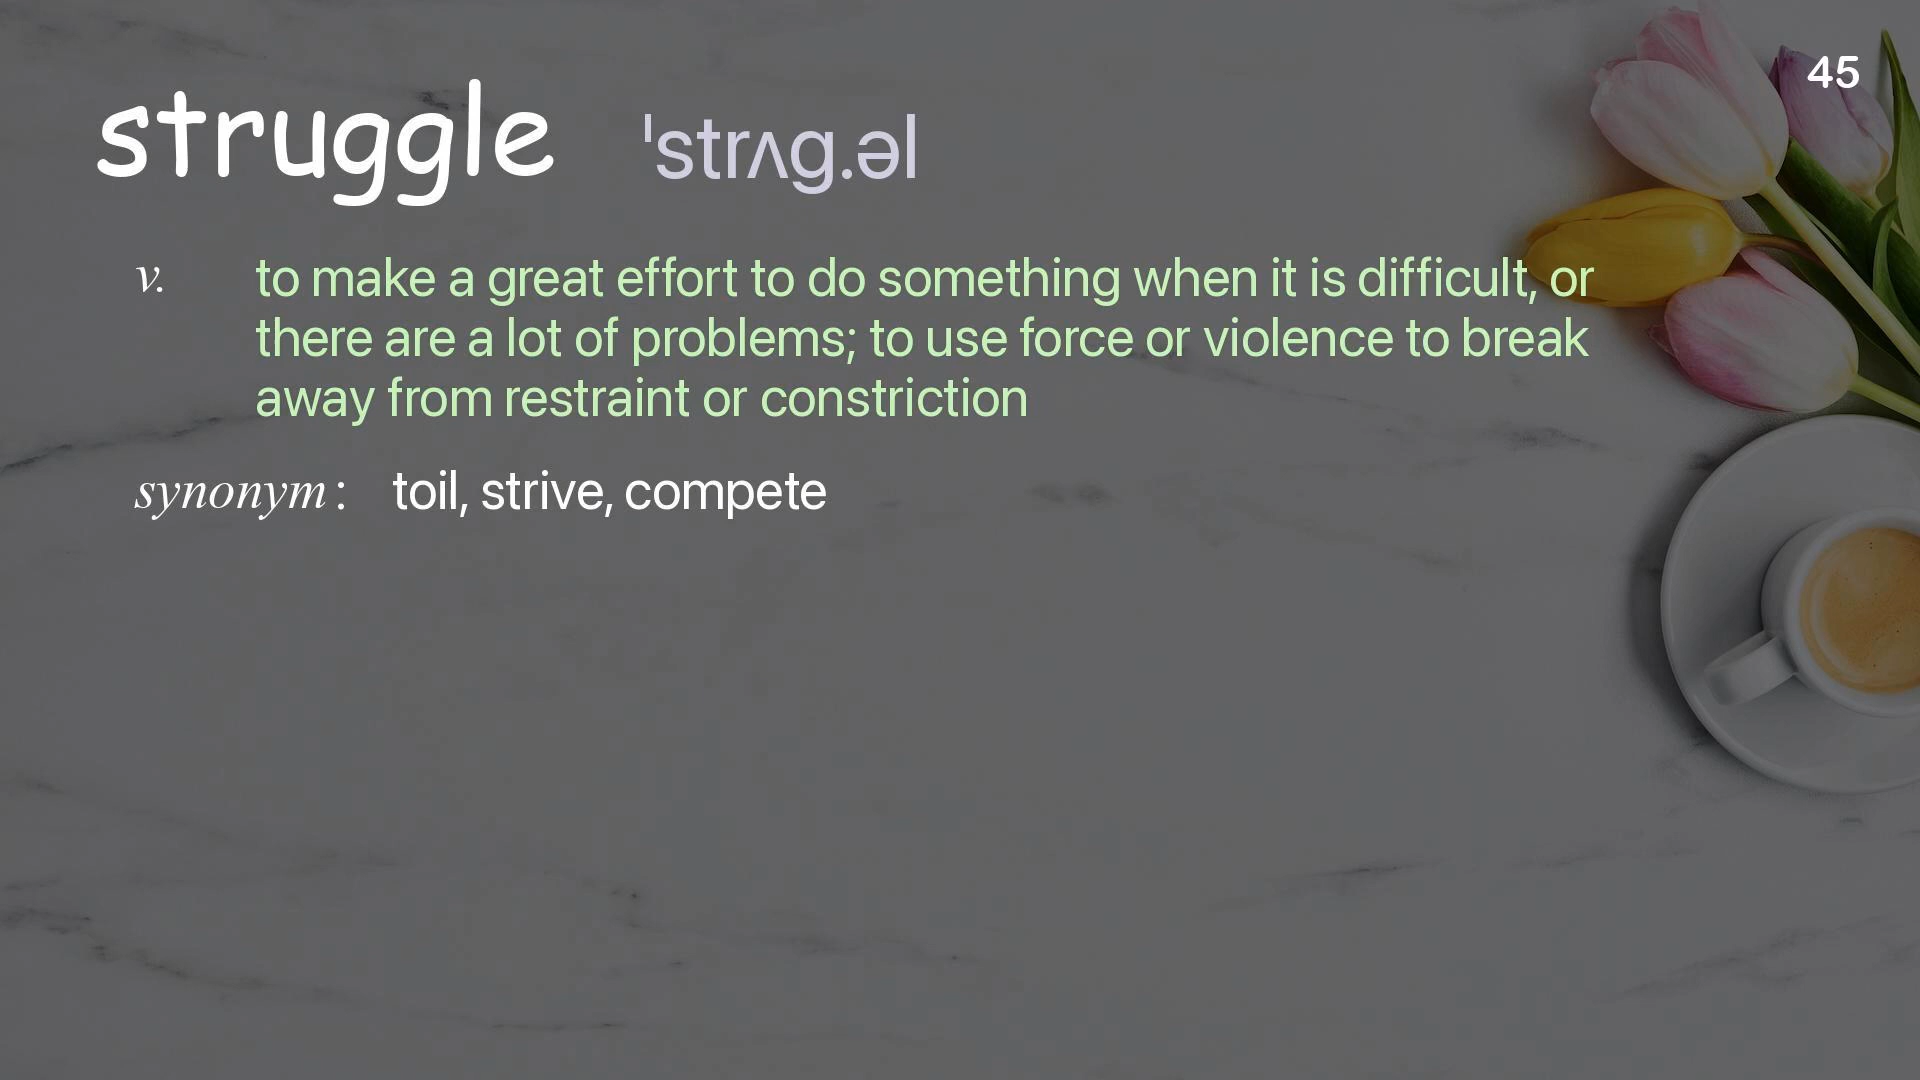 45
struggle ˈstrʌg.əl
v. to make a great effort to do something when it is difficult, or
there are a lot of problems; to use force or violence to break
away from restraint or constriction
synonym : toil, strive, compete